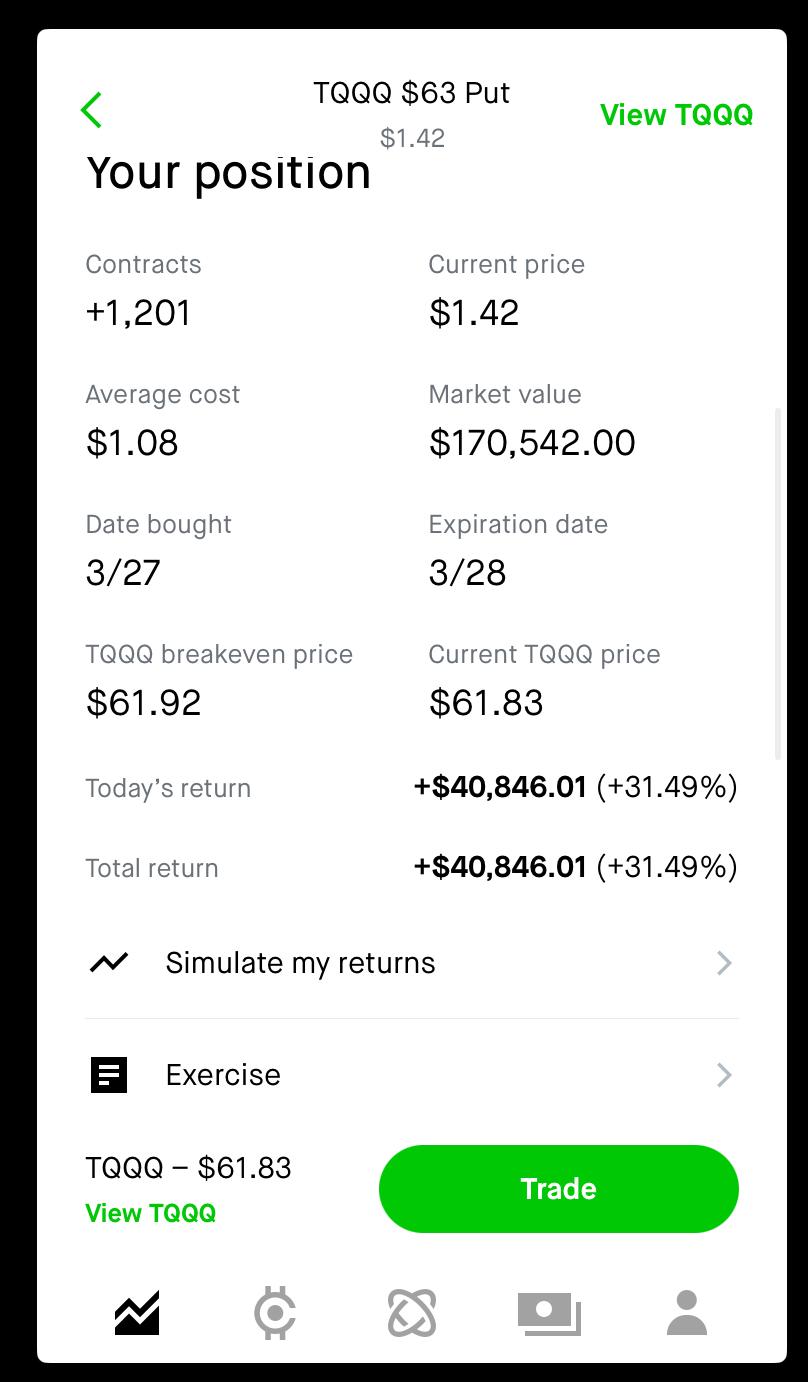 TQQQ $63 Put
$1.42
View TQQQ
Your position
Contracts
+1,201
Current price
$1.42
Average cost
$1.08
Market value
$170,542.00
Date bought
3/27
Expiration date
3/28
TQQQ breakeven price
$61.92
Current TQQQ price
$61.83
Today’s return
+$40,846.01 (+31.49%)
Total return
+$40,846.01 (+31.49%)
Simulate my returns
Exercise
TQQQ – $61.83
View TQQQ
Trade